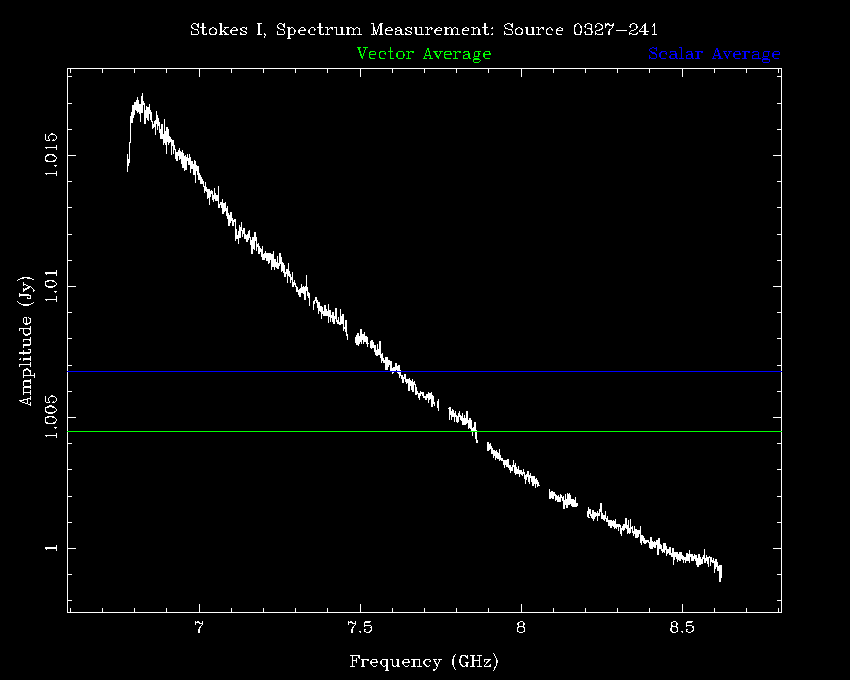 Stokes I, Spectrum Measurement: Source 0327-241
Vector Average Scalar Average
1.015
1.01
1.005
1
Amplitude (Jy)
7 7.5 8 8.5
Frequency (GHz)